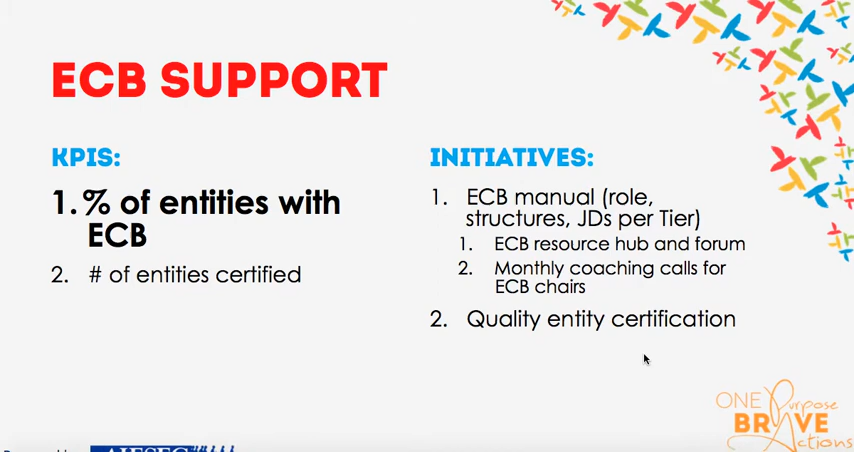 ECB SUPPORT
KPIS:
1. % of entities with
ECB
2. # of entities certified
INITIATIVES:
1. ECB manual (role,
structures, JDs per Tier)
1. ECB resource hub and forum
2. Monthly coaching calls for
ECB chairs
2. Quality entity certification
ONE Purpose
BRAVE
Actions
AIESEC